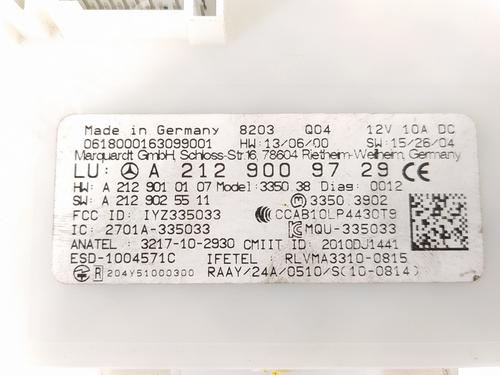 Made in Germany 8203 Q04 12V 10A DC
0618000163099001 HW:13/06/00 SW:15/26/04
Marquardt GmbH, Schloss-Str.16, 78604 Rietheim-Weilheim, Germany
LU: A 212 900 97 29 CE
HW: A 212 901 01 07 Model: 3350.38 Diag: 0012
SW: A 212 902 55 11 M 3350.3902
FCC ID: IYZ335033 CCAB10LP4430T9
IC: 2701A-335033 MQU-335033
ANATEL : 3217-10-2930 CMIIT ID: 2010DJ1441
ESD-1004571C IFETEL : RLVMA3310-0815
R 204Y51000300 RAAY/24A/0510/S(10-0814)